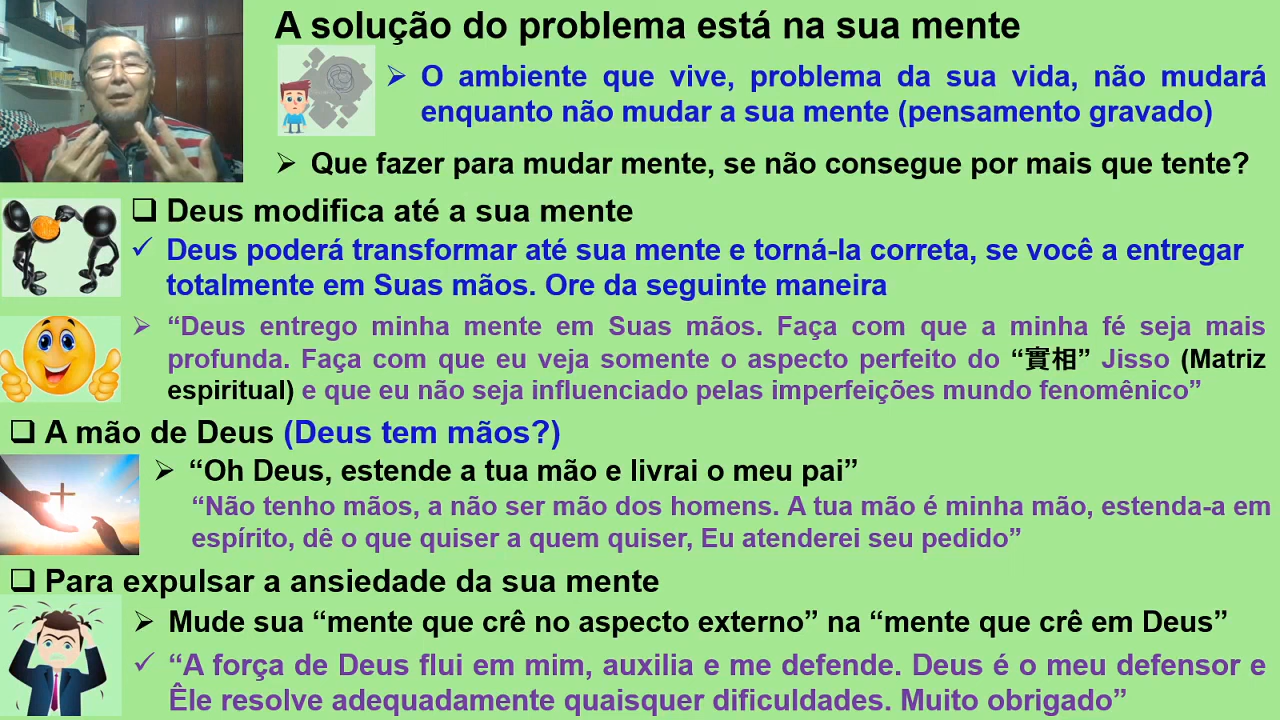 A solução do problema está na sua mente
➢ O ambiente que vive, problema da sua vida, não mudará
enquanto não mudar a sua mente (pensamento gravado)
➢ Que fazer para mudar mente, se não consegue por mais que tente?
❑ Deus modifica até a sua mente
✓ Deus poderá transformar até sua mente e torná-la correta, se você a entregar
totalmente em Suas mãos. Ore da seguinte maneira
➢ “Deus entrego minha mente em Suas mãos. Faça com que a minha fé seja mais
profunda. Faça com que eu veja somente o aspecto perfeito do “實相” Jisso (Matriz
espiritual) e que eu não seja influenciado pelas imperfeições mundo fenomênico”
❑ A mão de Deus (Deus tem mãos?)
➢ “Oh Deus, estende a tua mão e livrai o meu pai”
“Não tenho mãos, a não ser mão dos homens. A tua mão é minha mão, estenda-a em
espírito, dê o que quiser a quem quiser, Eu atenderei seu pedido”
❑ Para expulsar a ansiedade da sua mente
➢ Mude sua “mente que crê no aspecto externo” na “mente que crê em Deus”
✓ “A força de Deus flui em mim, auxilia e me defende. Deus é o meu defensor e
Êle resolve adequadamente quaisquer dificuldades. Muito obrigado”